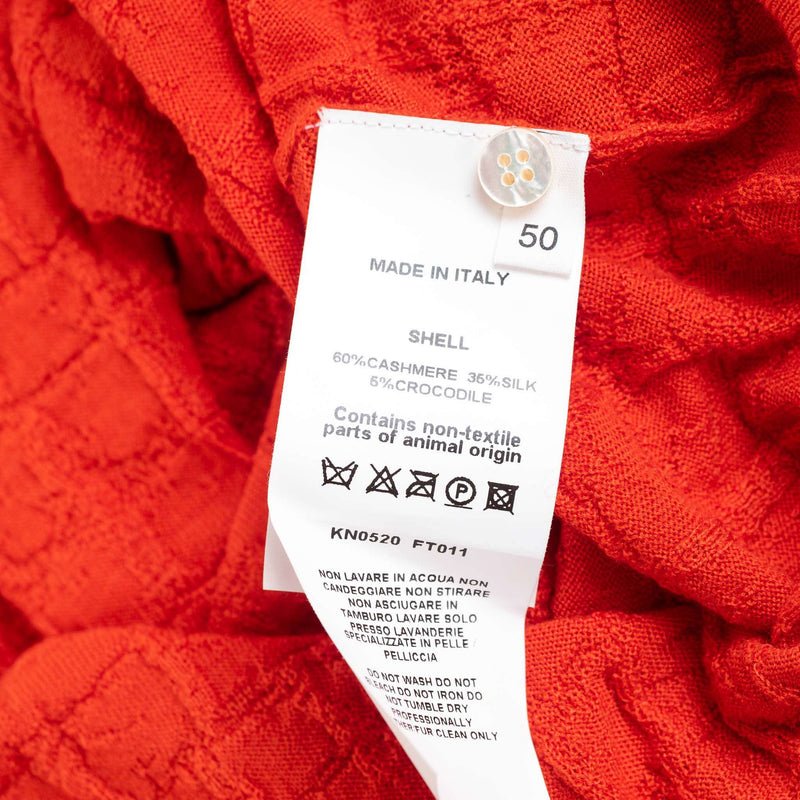 50
MADE IN ITALY
SHELL
60%CASHMERE 35%SILK
5%CROCODILE
Contains non-textile
parts of animal origin
P
KN0520 FT011
NON LAVARE IN ACQUA NON
CANDEGGIARE NON STIRARE
NON ASCIUGARE IN
TAMBURO LAVARE SOLO
PRESSO LAVANDERIE
SPECIALIZZATE IN PELLE /
PELLICCIA
DO NOT WASH DO NOT
BLEACH DO NOT IRON DO
NOT TUMBLE DRY
PROFESSIONALLY
FUR CLEAN ONLY